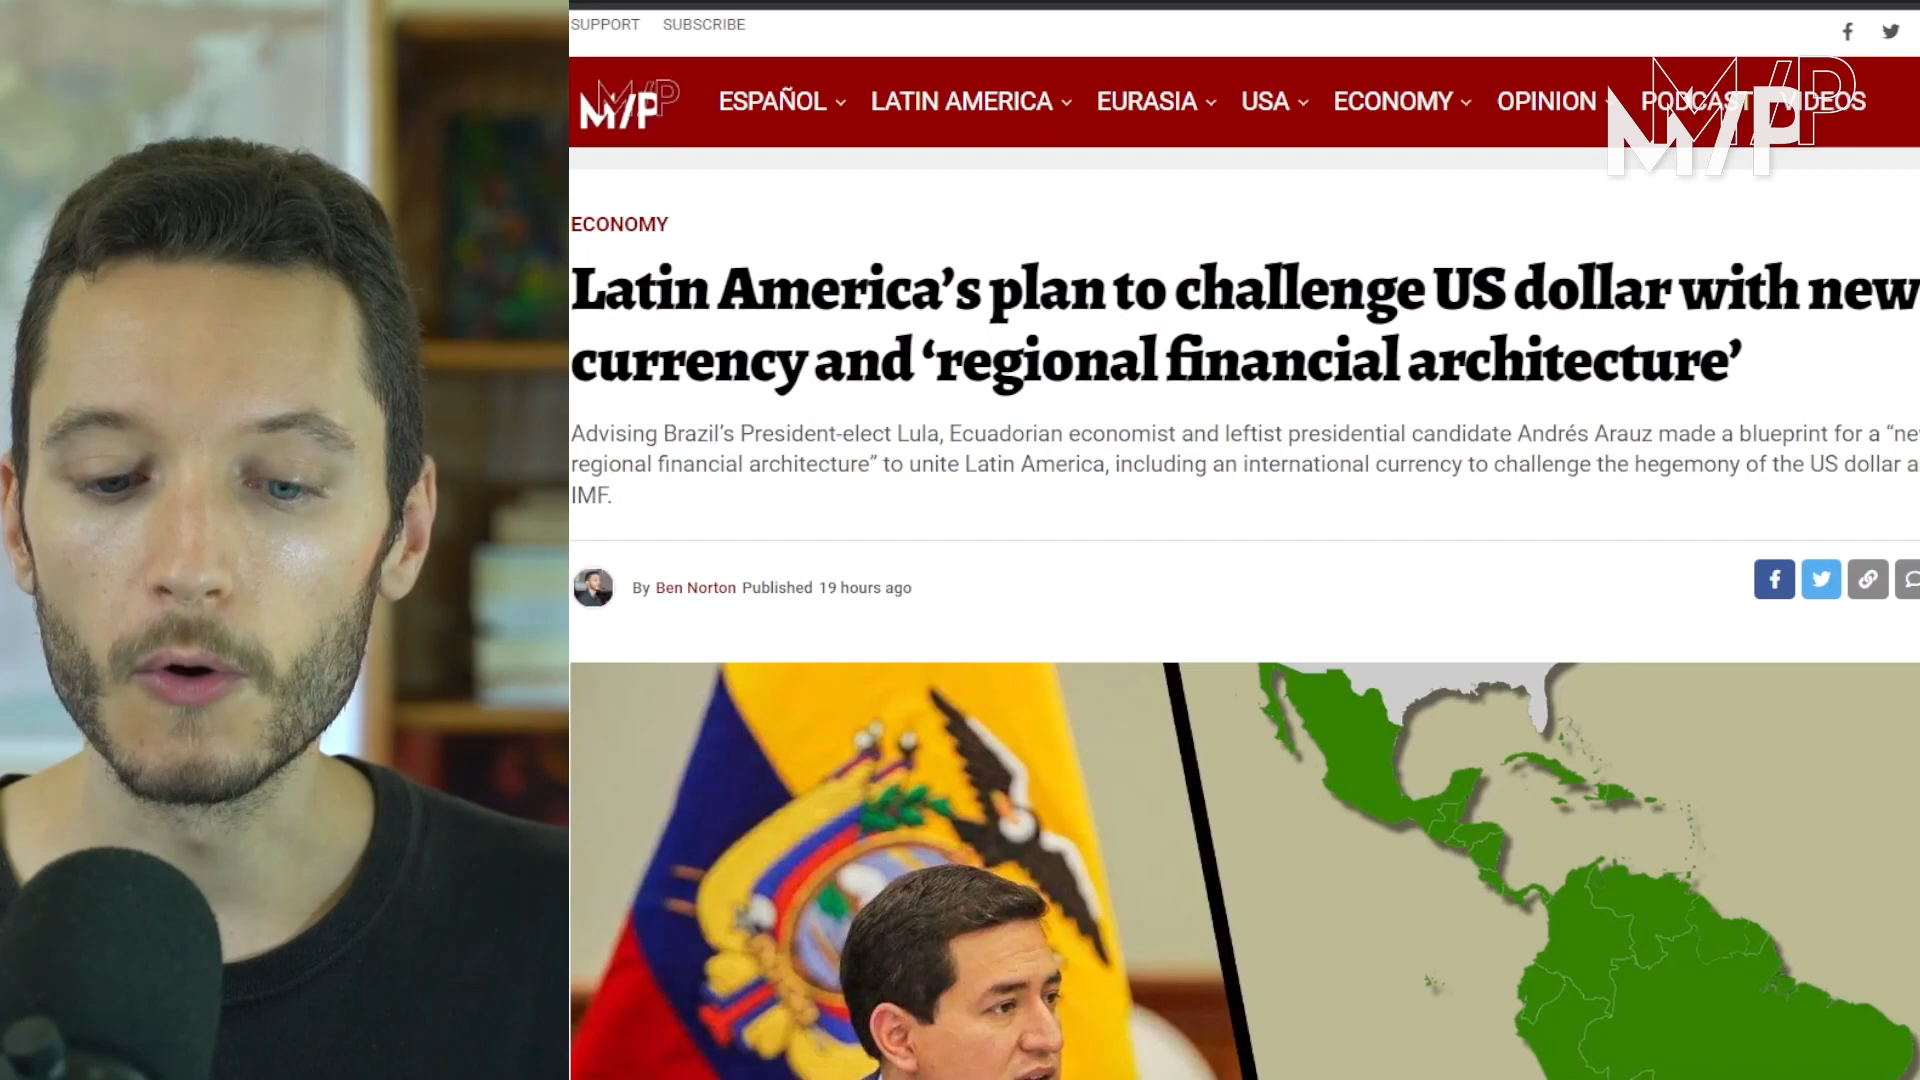 SUPPORT SUBSCRIBE
M/P ESPAÑOL LATIN AMERICA EURASIA USA ECONOMY OPINION PODCAST VIDEOS
M/P
ECONOMY
Latin America’s plan to challenge US dollar with new
currency and ‘regional financial architecture’
Advising Brazil’s President-elect Lula, Ecuadorian economist and leftist presidential candidate Andrés Arauz made a blueprint for a “ne
regional financial architecture” to unite Latin America, including an international currency to challenge the hegemony of the US dollar a
IMF.
By Ben Norton Published 19 hours ago